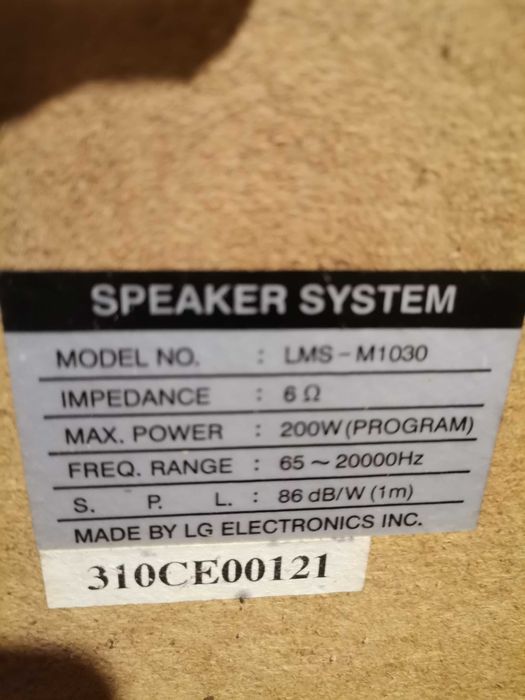 SPEAKER SYSTEM
MODEL NO. : LMS-M1030
IMPEDANCE : 6 Ω
MAX. POWER : 200W(PROGRAM)
FREQ. RANGE : 65 ~ 20000Hz
S. P. L. : 86 dB/W (1m)
MADE BY LG ELECTRONICS INC.
310CE00121